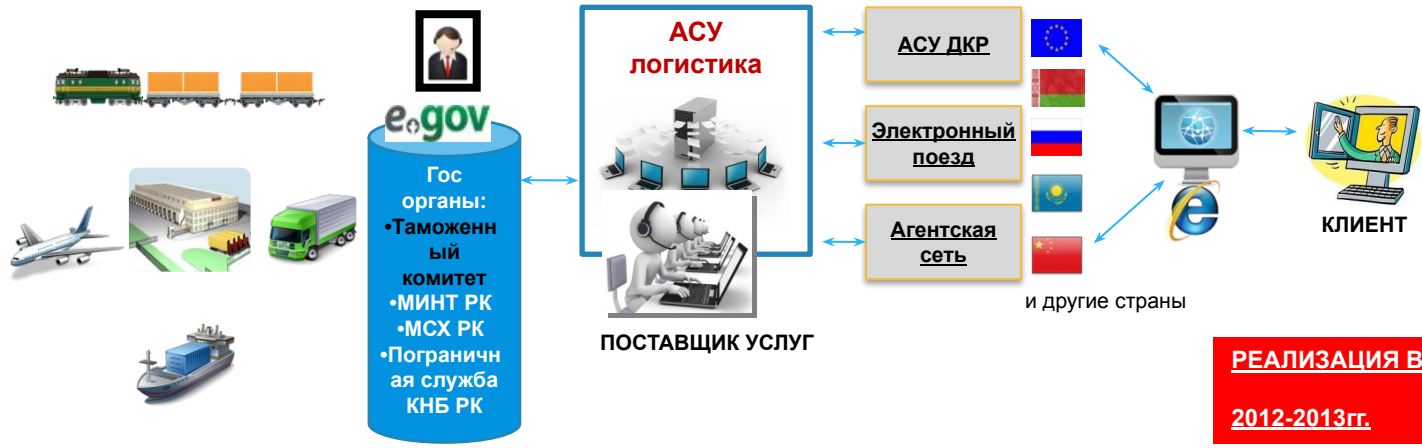 e.gov
Гос
органы:
•Таможенн
ый
комитет
•МИНТ РК
•МСХ РК
•Пограничн
ая служба
КНБ РК
АСУ
логистика
ПОСТАВЩИК УСЛУГ
АСУ ДКР
Электронный
поезд
Агентская
сеть
и другие страны
КЛИЕНТ
РЕАЛИЗАЦИЯ В
2012-2013гг.